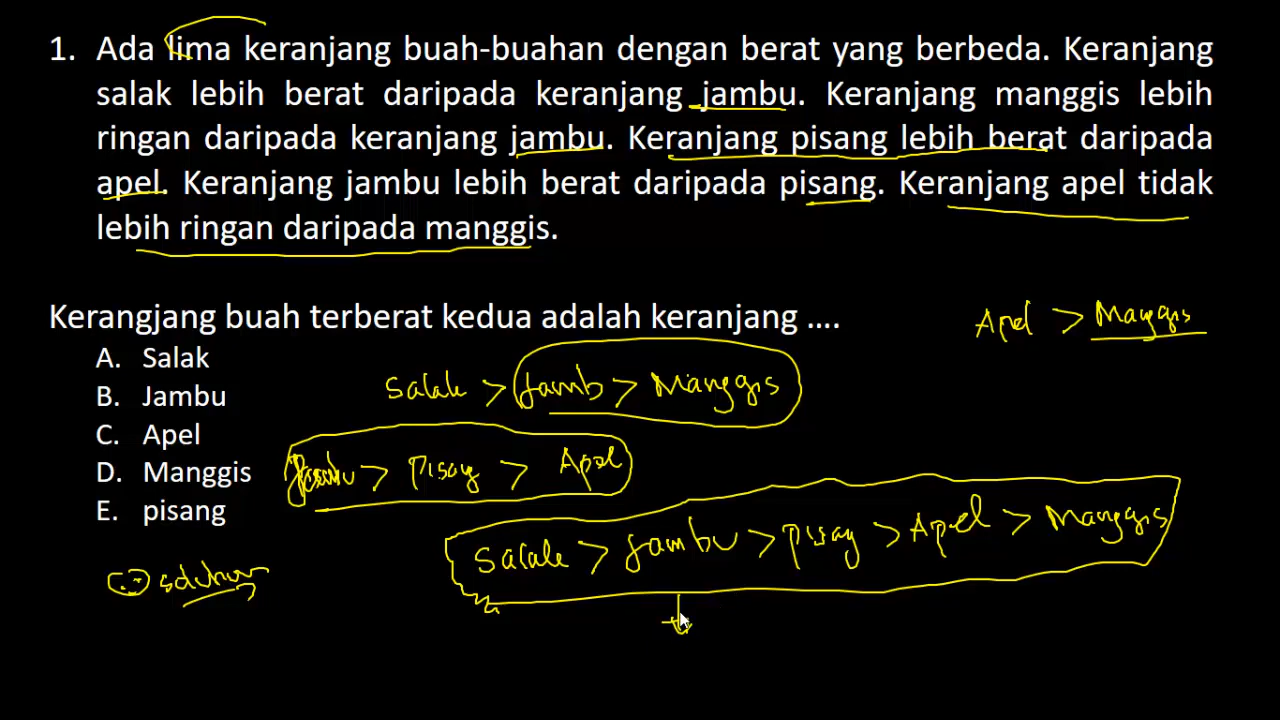 1. Ada lima keranjang buah-buahan dengan berat yang berbeda. Keranjang
salak lebih berat daripada keranjang jambu. Keranjang manggis lebih
ringan daripada keranjang jambu. Keranjang pisang lebih berat daripada
apel. Keranjang jambu lebih berat daripada pisang. Keranjang apel tidak
lebih ringan daripada manggis.
Kerangjang buah terberat kedua adalah keranjang ....
Apel > Manggis
A. Salak
salak > Jamb > Manggis
B. Jambu
C. Apel
Jambu > Pisang > Apel
D. Manggis
E. pisang
Salak > Jambu > Pisang > Apel > Manggis